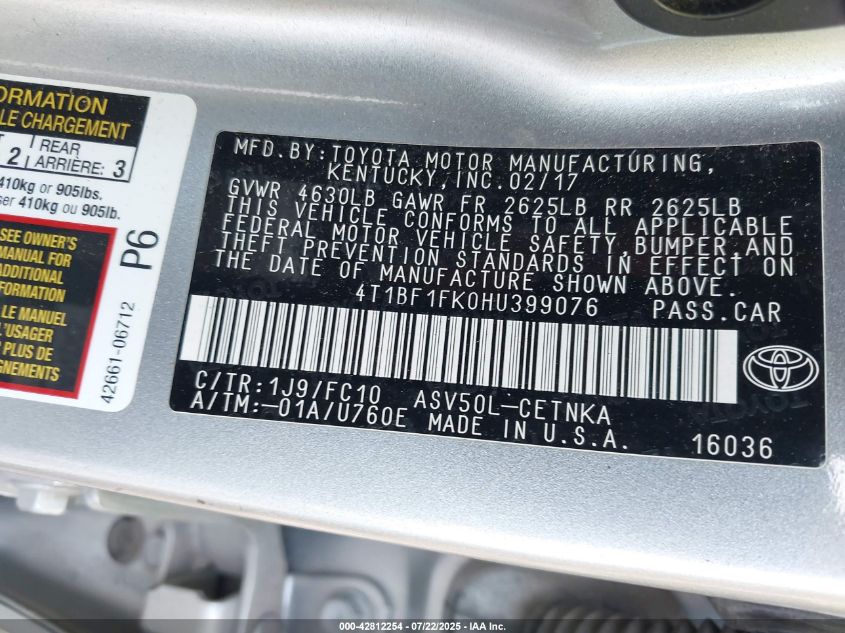 ORMATION
LE CHARGEMENT
2 REAR
ARRIÈRE: 3
410kg or 905lbs.
ser 410kg ou 905lb.
SEE OWNER'S
MANUAL FOR
ADDITIONAL
FORMATION
LE MANUEL
L'USAGER
PLUS DE
GNEMENTS
P6
42661-06712
MFD.BY:TOYOTA MOTOR MANUFACTURING,
KENTUCKY,INC.02/17
GVWR 4630LB GAWR FR 2625LB RR 2625LB
THIS VEHICLE CONFORMS TO ALL APPLICABLE
FEDERAL MOTOR VEHICLE SAFETY,BUMPER,AND
THEFT PREVENTION STANDARDS IN EFFECT ON
THE DATE OF MANUFACTURE SHOWN ABOVE.
4T1BF1FK0HU399076 PASS.CAR
C/TR:1J9/FC10 ASV50L-CETNKA
A/TM:-01A/U760E MADE IN U.S.A. 16036
000-42812254 | 07/22/2025 | IAA Inc.